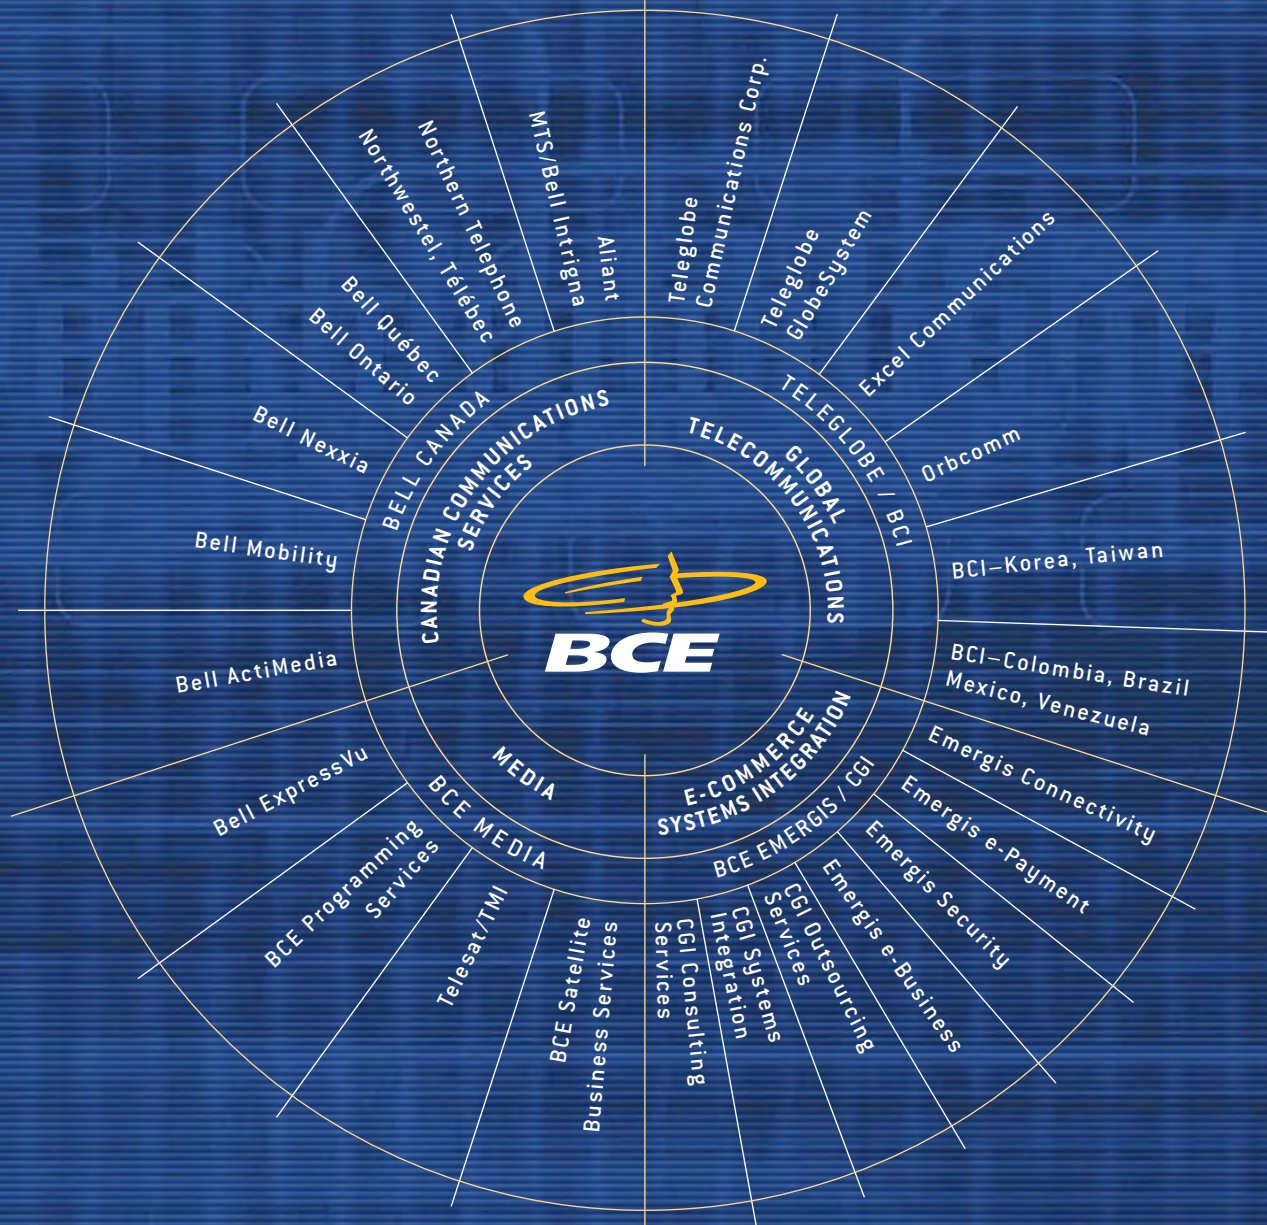 BCE
CANADIAN COMMUNICATIONS
SERVICES
BELL CANADA
MTS/Bell Intrigna
Aliant
Northern Telephone
Northwestel, Télébec
Bell Québec
Bell Ontario
Bell Nexxia
Bell Mobility
Bell ActiMedia
GLOBAL
TELECOMMUNICATIONS
TELEGLOBE / BCI
Teleglobe
Communications Corp.
Teleglobe
GlobeSystem
Excel Communications
Orbcomm
BCI–Korea, Taiwan
BCI–Colombia, Brazil
Mexico, Venezuela
E-COMMERCE
SYSTEMS INTEGRATION
BCE EMERGIS / CGI
Emergis Connectivity
Emergis e-Payment
Emergis Security
Emergis e-Business
CGI Outsourcing
Services
CGI Systems
Integration
CGI Consulting
Services
MEDIA
BCE MEDIA
Bell ExpressVu
BCE Programming
Services
Telesat/TMI
BCE Satellite
Business Services